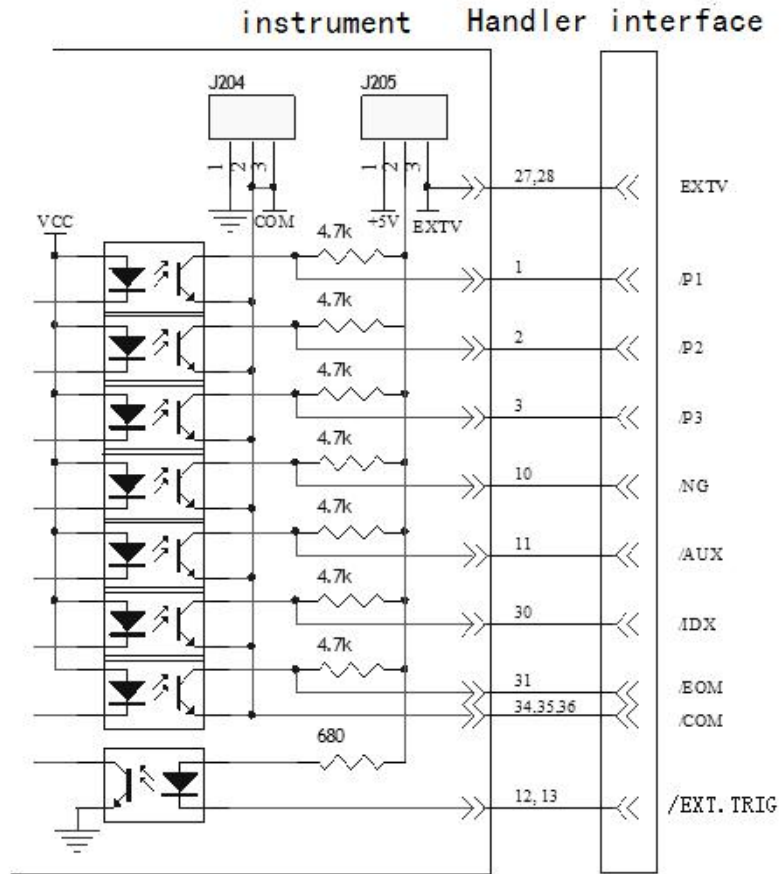 instrument Handler interface
J204 J205
1 2 3 1 2 3
27,28 EXTV
VCC COM +5V EXTV
4.7k
1 /P1
4.7k
2 /P2
4.7k
3 /P3
4.7k
10 /NG
4.7k
11 /AUX
4.7k
30 /IDX
4.7k
31 /EOM
34,35,36 /COM
680
12, 13 /EXT.TRIG